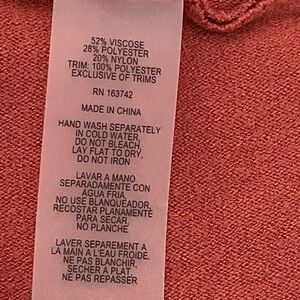 52% VISCOSE
28% POLYESTER
20% NYLON
TRIM: 100% POLYESTER
EXCLUSIVE OF TRIMS
RN 163742
MADE IN CHINA
HAND WASH SEPARATELY
IN COLD WATER,
DO NOT BLEACH,
LAY FLAT TO DRY,
DO NOT IRON
LAVAR A MANO
SEPARADAMENTE CON
AGUA FRIA,
NO USE BLANQUEADOR,
RECOSTAR PLANAMENTE
PARA SECAR,
NO PLANCHE
LAVER SEPAREMENT A
LA MAIN A L'EAU FROIDE.
NE PAS BLANCHIR,
SECHER A PLAT,
NE PAS REPASSER